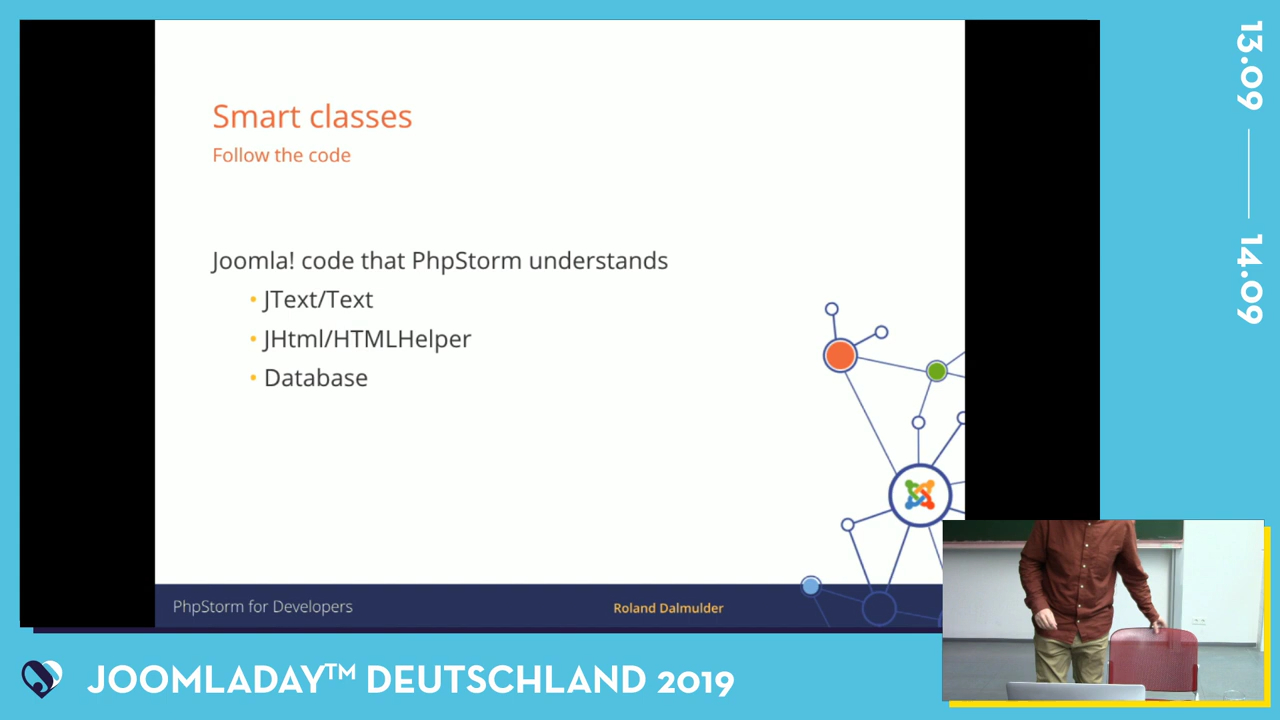 Smart classes
Follow the code
Joomla! code that PhpStorm understands
• JText/Text
• JHtml/HTMLHelper
• Database
PhpStorm for Developers
Roland Dalmulder
JOOMLADAY™ DEUTSCHLAND 2019
13.09
14.09